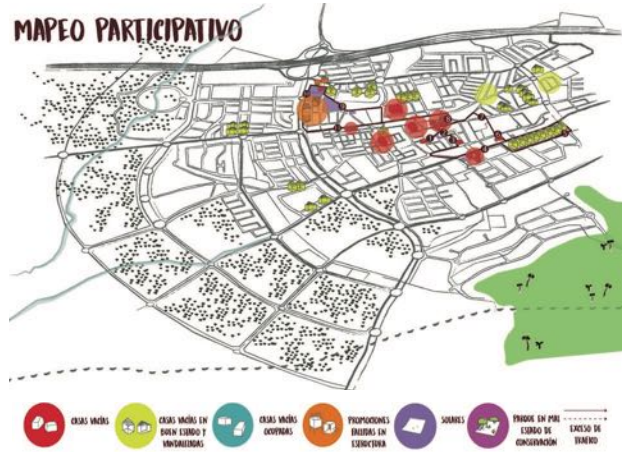 MAPEO PARTICIPATIVO
CASAS VACÍAS
CASAS VACÍAS EN
BUEN ESTADO Y
VANDALIZADAS
CASAS VACÍAS
OCUPADAS
PROMOCIONES
FALLIDAS EN
ESTRUCTURA
SOLARES
PARQUE EN MAL
ESTADO DE
CONSERVACIÓN
EXCESO DE
TRÁFICO